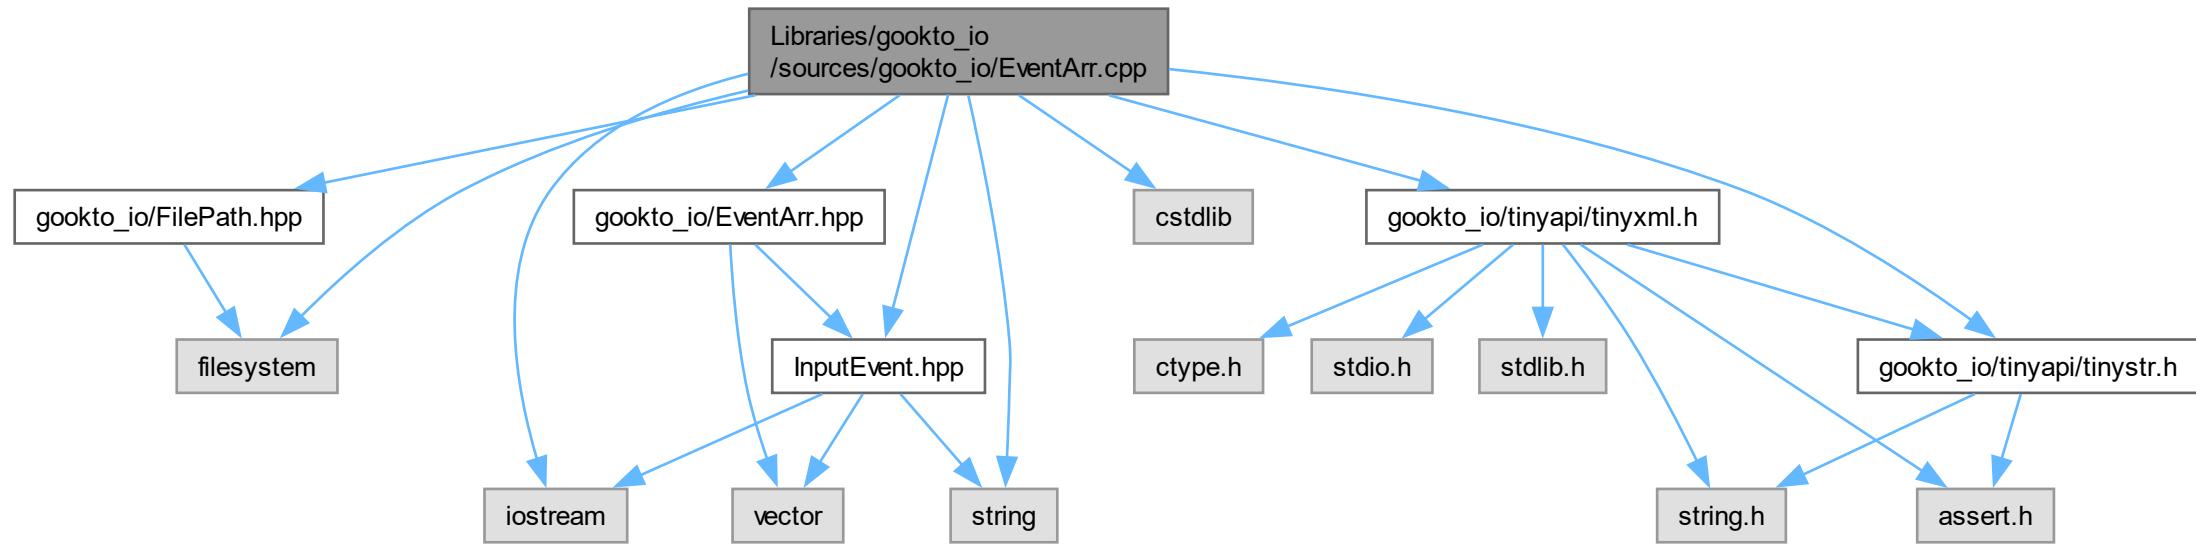 Libraries/gookto_io
/sources/gookto_io/EventArr.cpp
gookto_io/FilePath.hpp
gookto_io/EventArr.hpp
cstdlib
gookto_io/tinyapi/tinyxml.h
filesystem
InputEvent.hpp
ctype.h
stdio.h
stdlib.h
gookto_io/tinyapi/tinystr.h
iostream
vector
string
string.h
assert.h